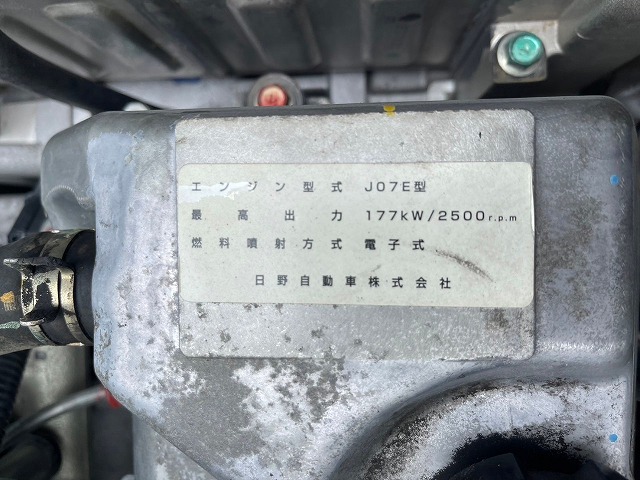 エンジン型式 J07E型
最高出力 177kW/2500r.p.m
燃料噴射方式 電子式
日野自動車株式会社